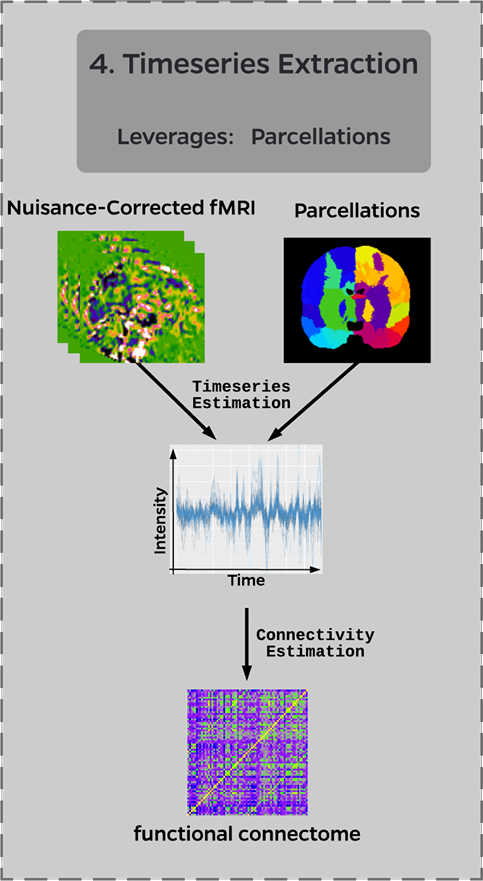 4. Timeseries Extraction
Leverages: Parcellations
Nuisance-Corrected fMRI
Parcellations
Timeseries
Estimation
Intensity
Time
Connectivity
Estimation
functional connectome